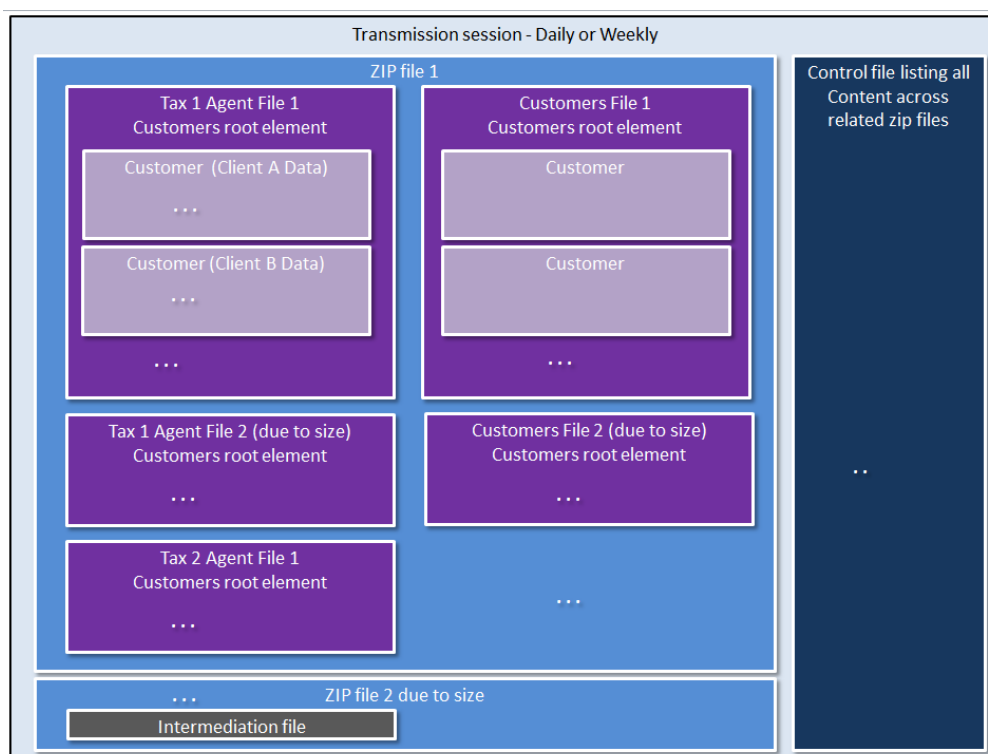 Transmission session - Daily or Weekly
ZIP file 1
Tax 1 Agent File 1
Customers root element
Customer (Client A Data)
...
Customer (Client B Data)
...
...
Customers File 1
Customers root element
Customer
Customer
...
Tax 1 Agent File 2 (due to size)
Customers root element
...
Customers File 2 (due to size)
Customers root element
...
Tax 2 Agent File 1
Customers root element
...
...
... ZIP file 2 due to size
Intermediation file
Control file listing all
Content across
related zip files
..